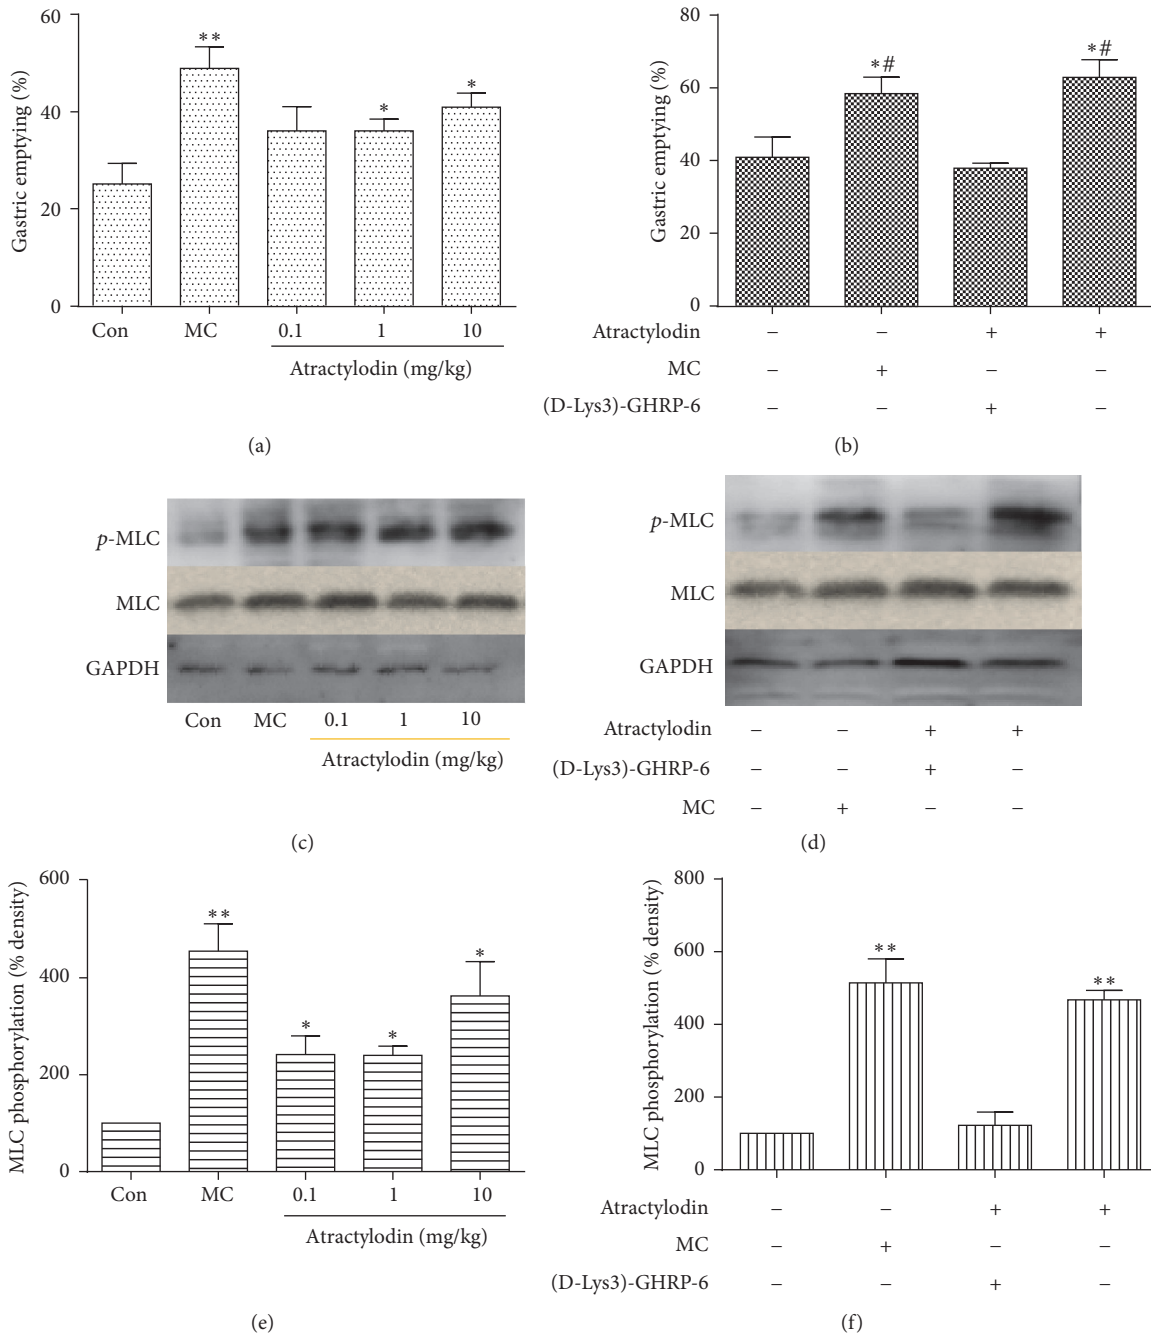 60
40
20
0
Gastric emptying (%)
**
*
*
Con MC 0.1 1 10
Atractylodin (mg/kg)
(a)
80
60
40
20
0
Gastric emptying (%)
*#
*#
Atractylodin − − + +
MC − + − −
(D-Lys3)-GHRP-6 − − + −
(b)
p-MLC
MLC
GAPDH
Con MC 0.1 1 10
Atractylodin (mg/kg)
(c)
p-MLC
MLC
GAPDH
Atractylodin − − + +
(D-Lys3)-GHRP-6 − − + −
MC − + − −
(d)
600
400
200
0
MLC phosphorylation (% density)
**
*
*
*
Con MC 0.1 1 10
Atractylodin (mg/kg)
(e)
800
600
400
200
0
MLC phosphorylation (% density)
**
**
Atractylodin − − + +
MC − + − −
(D-Lys3)-GHRP-6 − − + −
(f)